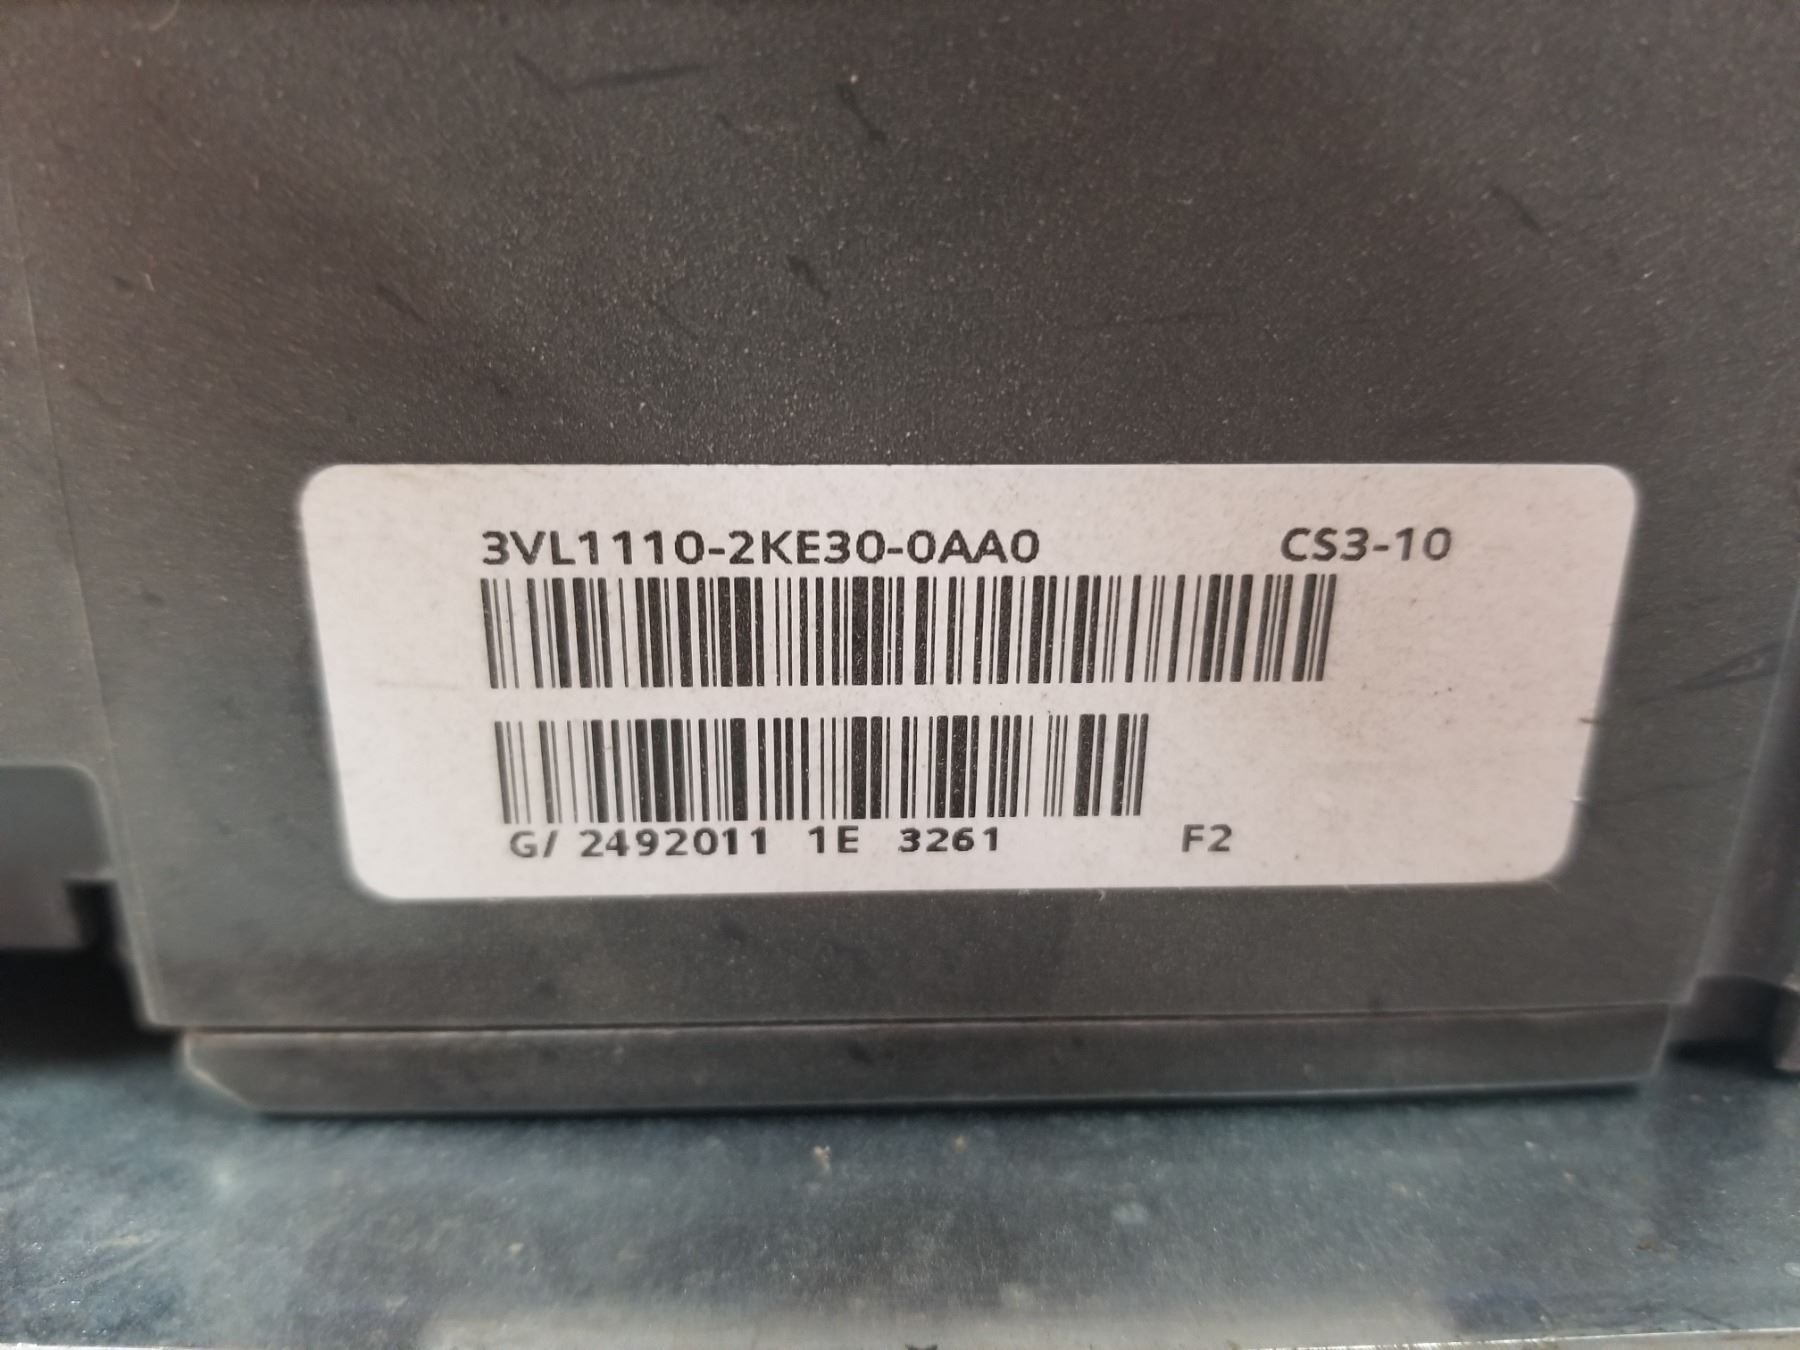 3VL1110-2KE30-0AA0 CS3-10
G/ 2492011 1E 3261 F2